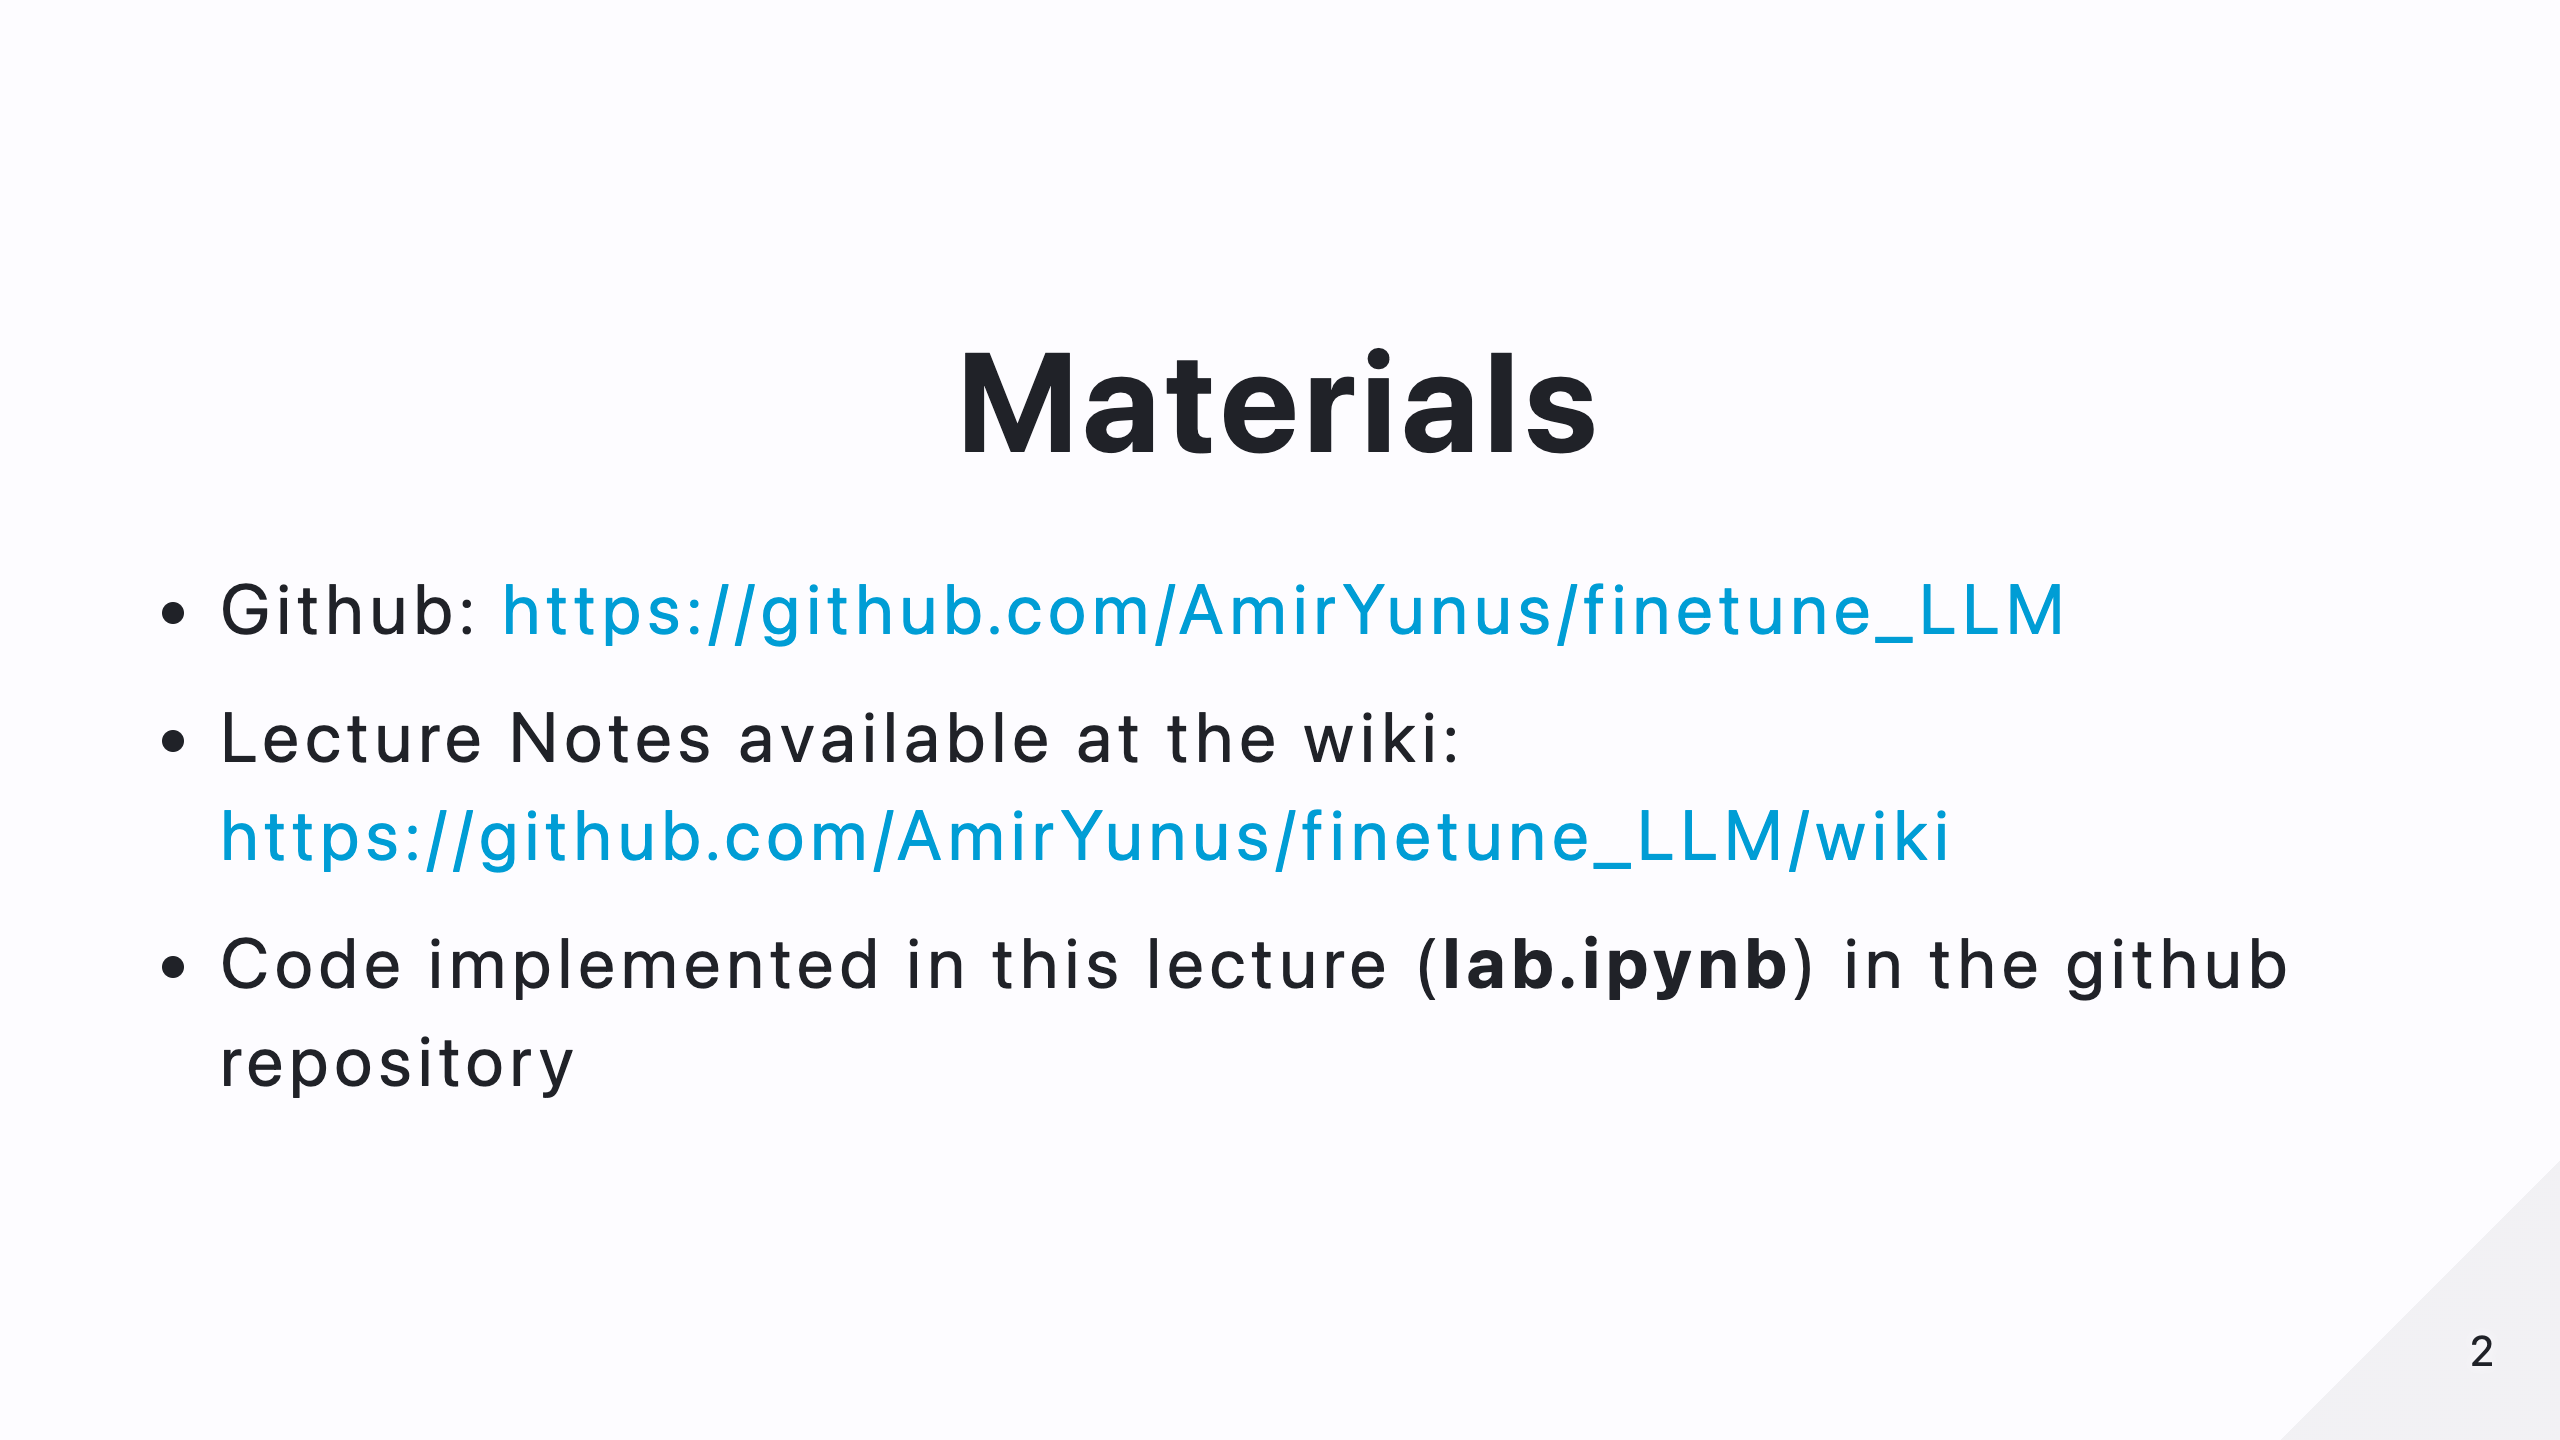 Materials
• Github: https://github.com/AmirYunus/finetune_LLM
• Lecture Notes available at the wiki:
https://github.com/AmirYunus/finetune_LLM/wiki
• Code implemented in this lecture (lab.ipynb) in the github
repository
2